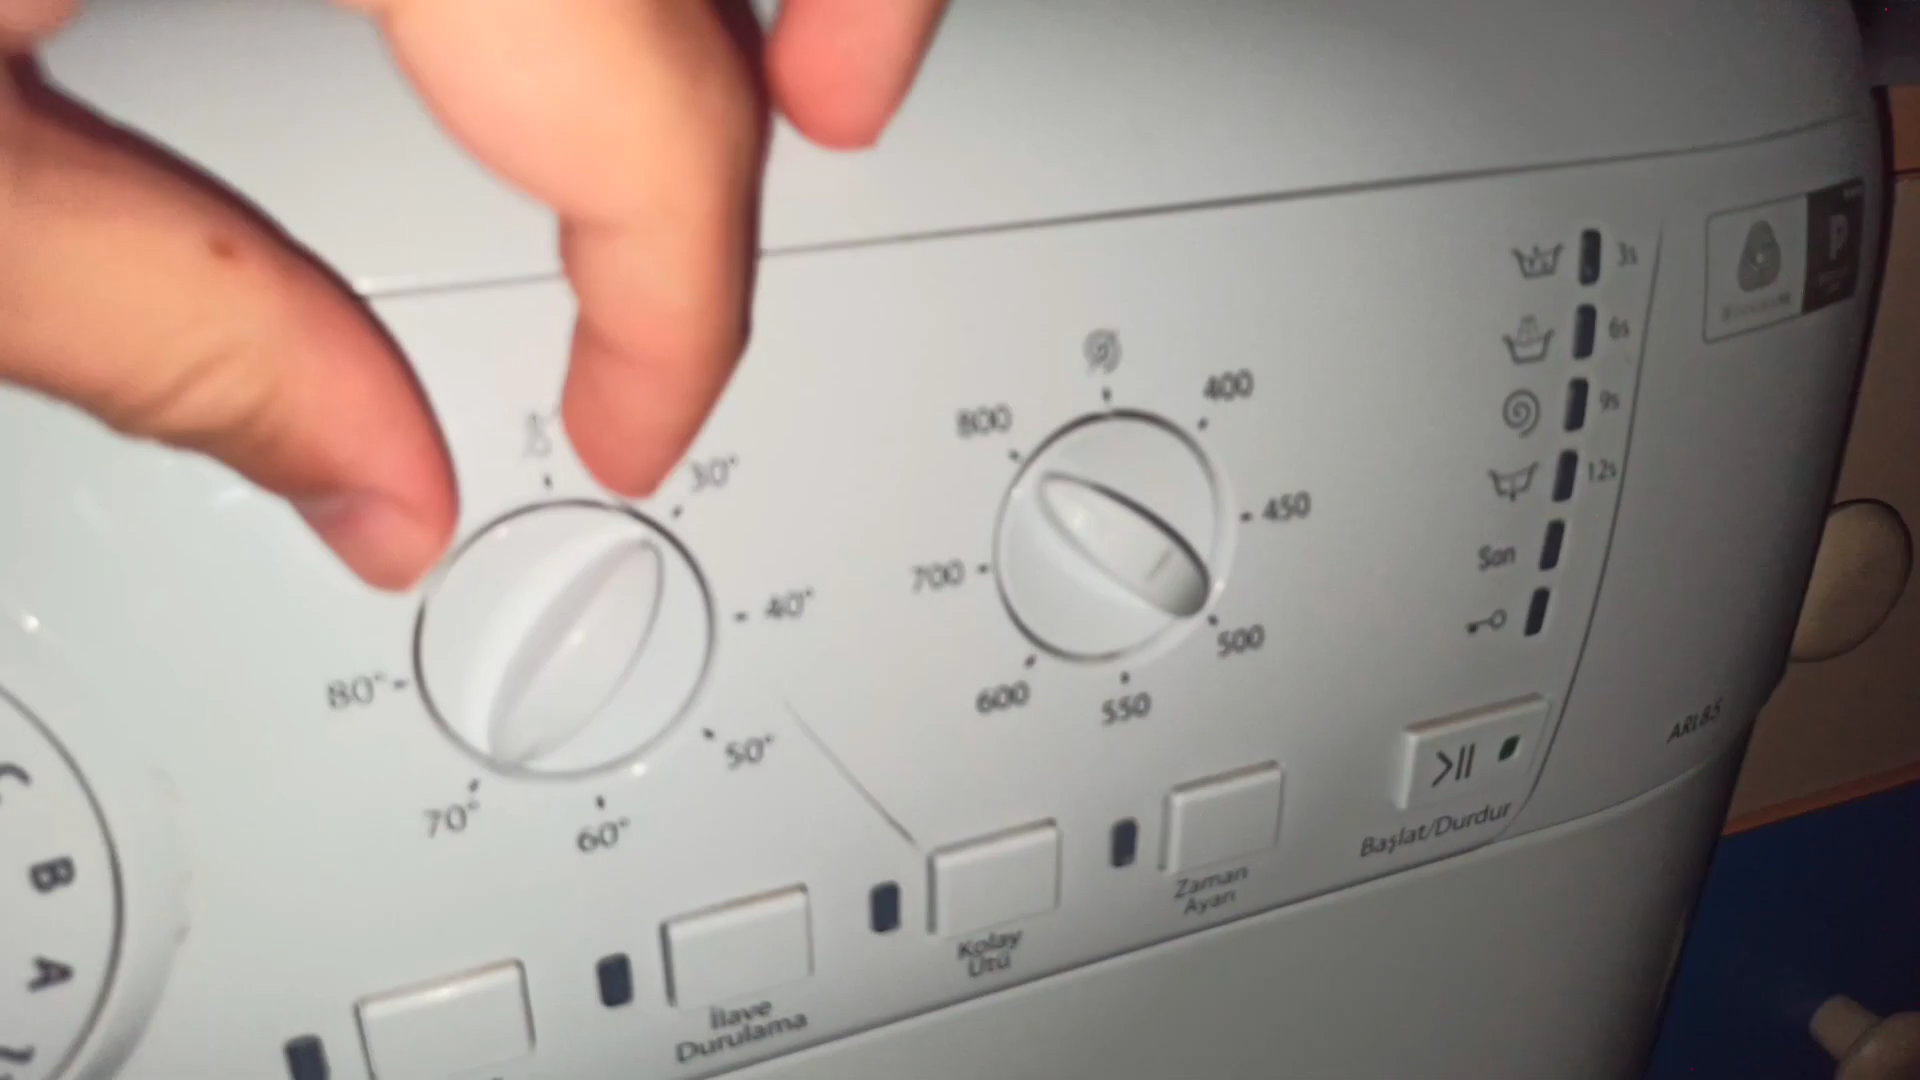 30°
40°
50°
60°
70°
80°
400
450
500
550
600
700
800
3s
6s
9s
12s
Son
ARL85
Başlat/Durdur
Zaman
Ayarı
Kolay
Ütü
İlave
Durulama
B
A